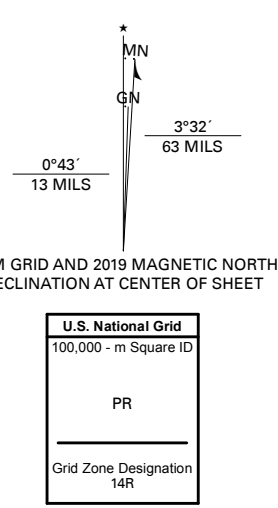 ★
MN
GN
3°32´
63 MILS
0°43´
13 MILS
M GRID AND 2019 MAGNETIC NORTH
ECLINATION AT CENTER OF SHEET
U.S. National Grid
100,000 - m Square ID
PR
Grid Zone Designation
14R